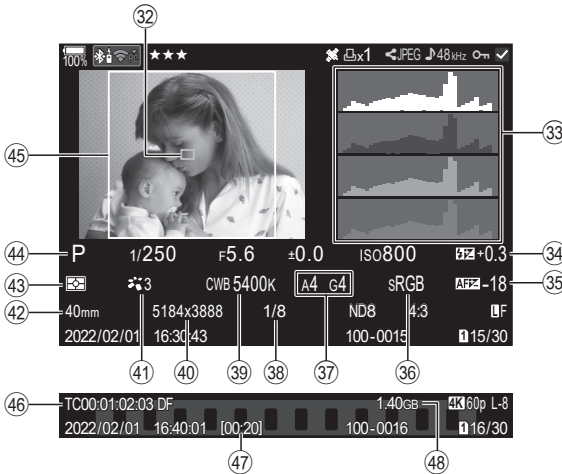 32
100% PC ★★★ x1 JPEG 48kHz
33
45
44 P 1/250 F5.6 ±0.0 ISO800 +0.3 34
43 3 CWB 5400K A4 G4 sRGB AF -18 35
42 40mm 5184x3888 1/8 ND8 4:3 LF
2022/02/01 16:30:43 100-0015 1 15/30
41 40 39 38 37 36
46 TC00:01:02:03 DF 1.40GB 4K 60p L-8
2022/02/01 16:40:01 [00:20] 100-0016 1 16/30
47 48